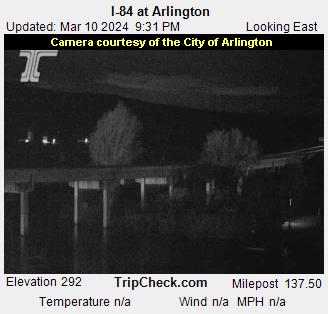 I-84 at Arlington
Updated: Mar 10 2024 9:31 PM Looking East
Camera courtesy of the City of Arlington
Elevation 292 TripCheck.com Milepost 137.50
Temperature n/a Wind n/a MPH n/a